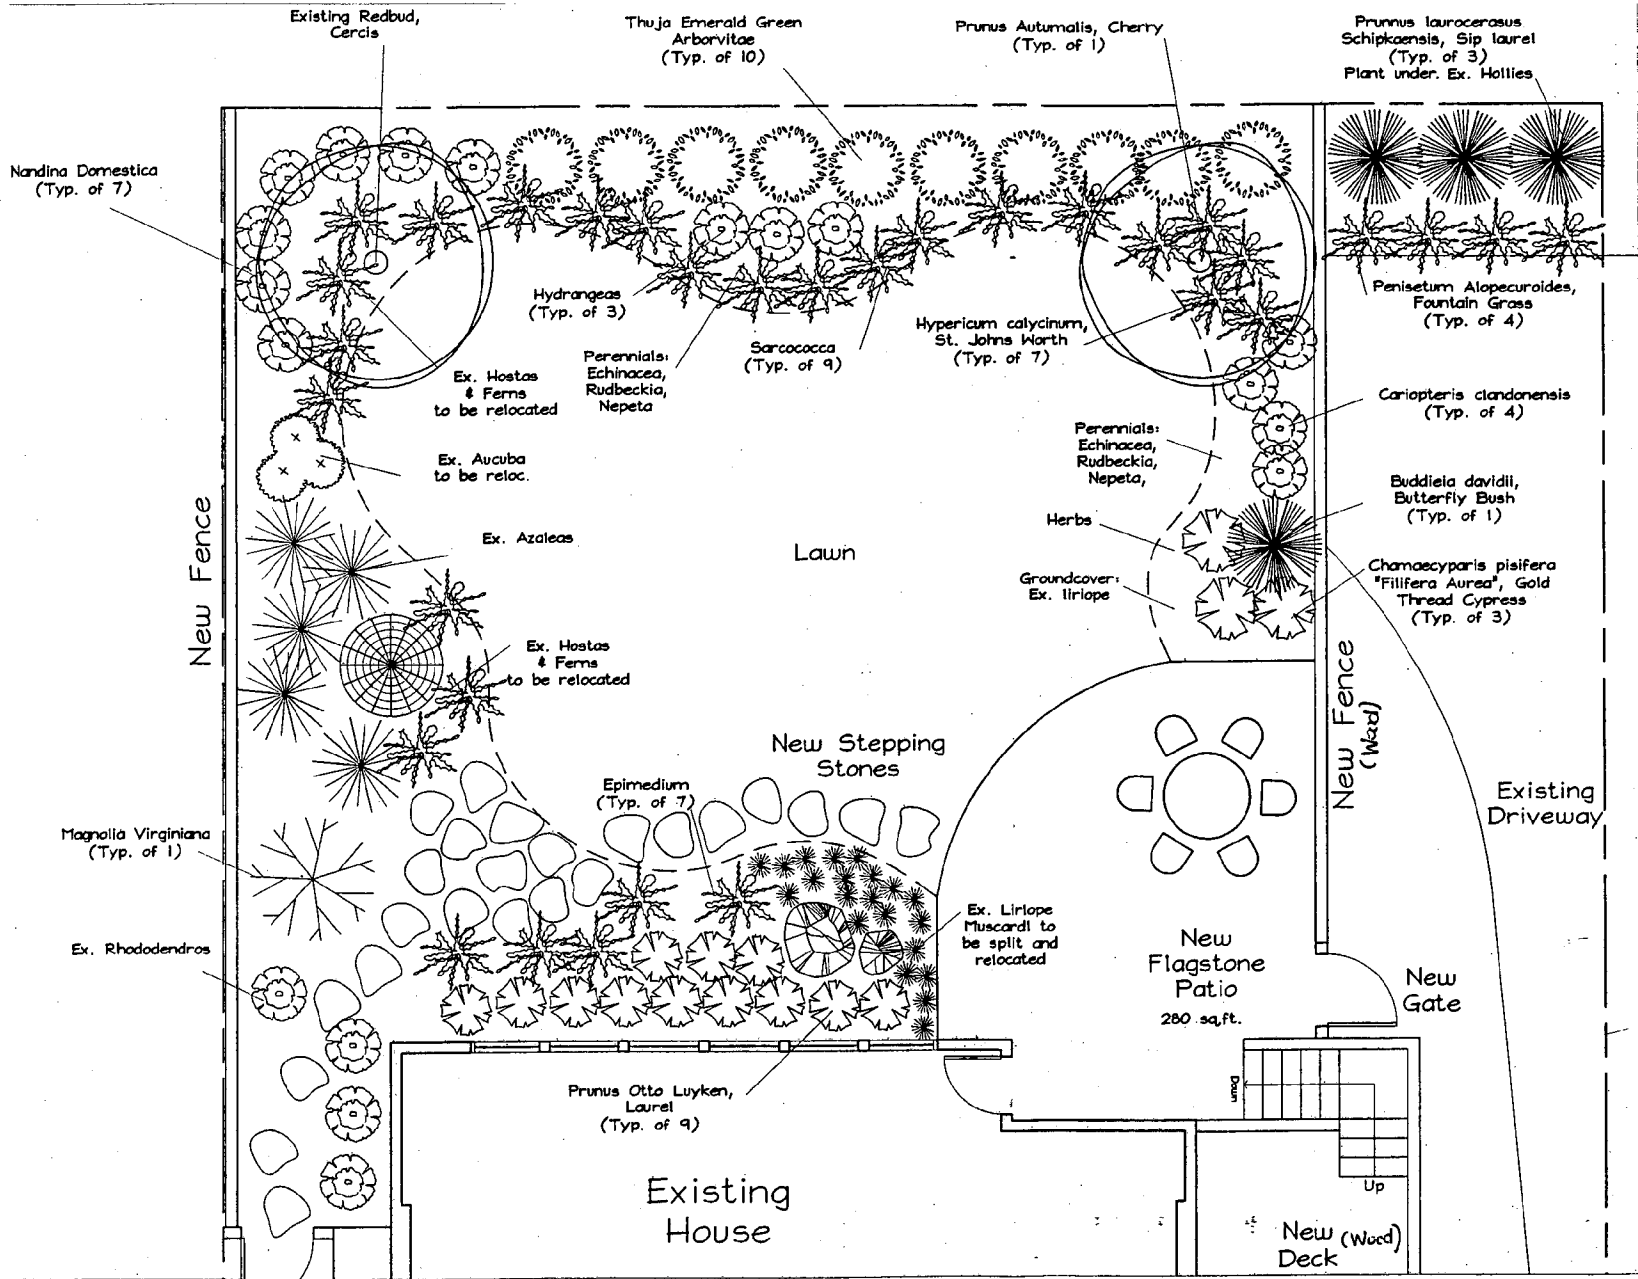 Existing Redbud,
Cercis
Thuja Emerald Green
Arborvitae
(Typ. of 10)
Prunus Autumalis, Cherry
(Typ. of 1)
Prunnus laurocerasus
Schipkaensis, Sip laurel
(Typ. of 3)
Plant under. Ex. Hollies
Nandina Domestica
(Typ. of 7)
Hydrangeas
(Typ. of 3)
Perennials:
Echinacea,
Rudbeckia,
Nepeta
Sarcococca
(Typ. of 9)
Hypericum calycinum,
St. Johns Worth
(Typ. of 7)
Penisetum Alopecuroides,
Fountain Grass
(Typ. of 4)
Ex. Hostas
& Ferns
to be relocated
Cariopteris clandonensis
(Typ. of 4)
Ex. Aucuba
to be reloc.
Perennials:
Echinacea,
Rudbeckia,
Nepeta,
Buddleia davidii,
Butterfly Bush
(Typ. of 1)
Herbs
New Fence
Ex. Azaleas
Lawn
Groundcover:
Ex. liriope
Chamaecyparis pisifera
"Filifera Aurea", Gold
Thread Cypress
(Typ. of 3)
Ex. Hostas
& Ferns
to be relocated
New Fence
(Wood)
New Stepping
Stones
Epimedium
(Typ. of 7)
Existing
Driveway
Magnolia Virginiana
(Typ. of 1)
Ex. Rhododendros
Ex. Liriope
Muscardi to
be split and
relocated
New
Flagstone
Patio
280 sq.ft.
New
Gate
Down
Prunus Otto Luyken,
Laurel
(Typ. of 9)
Up
Existing
House
New (Wood)
Deck